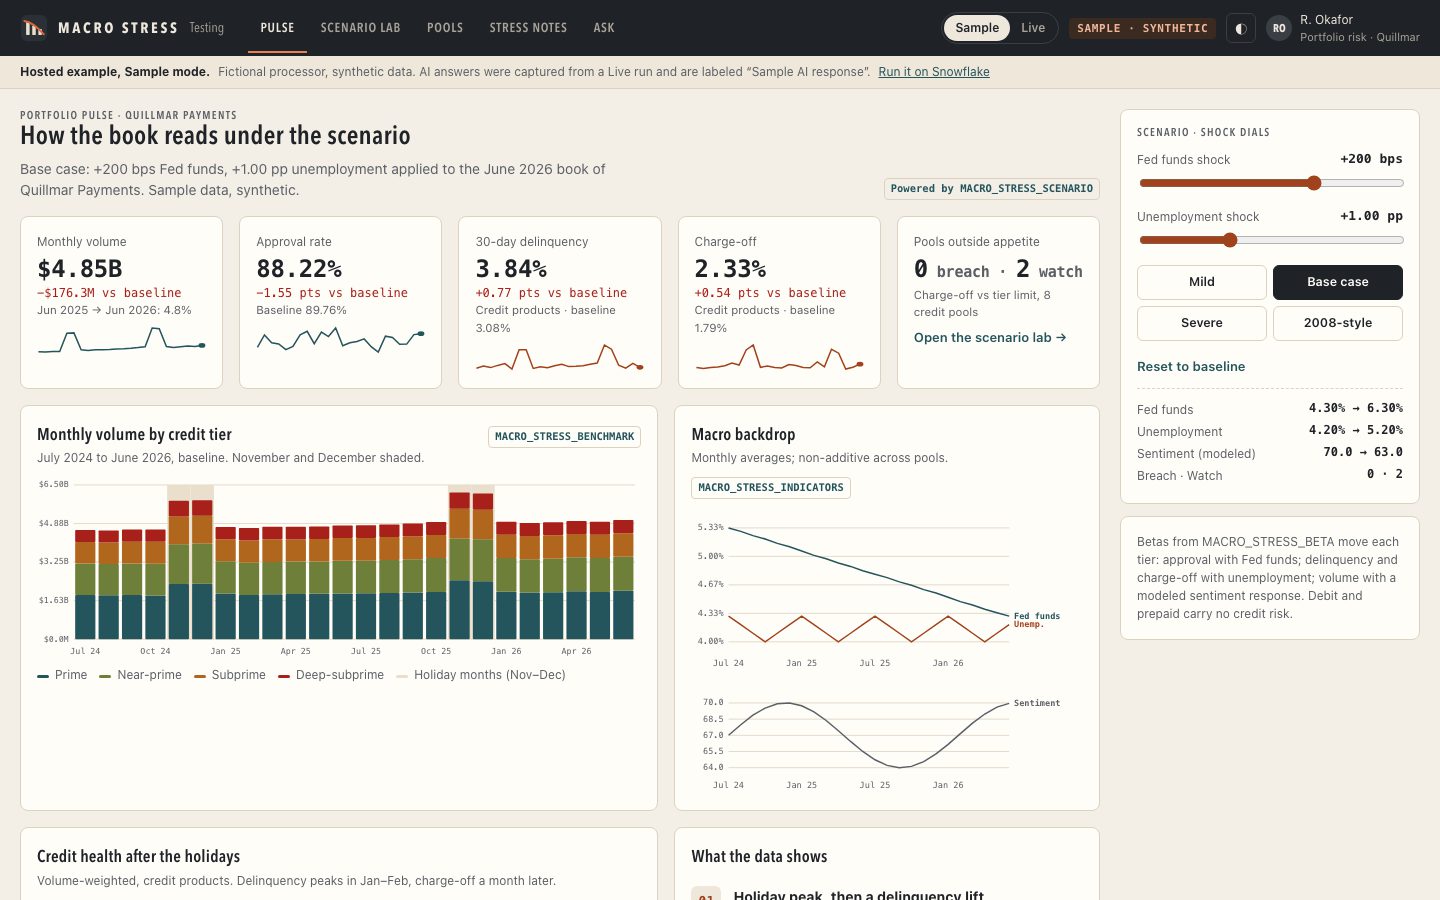 MACRO STRESS Testing
PULSE
SCENARIO LAB
POOLS
STRESS NOTES
ASK
Sample
Live
SAMPLE · SYNTHETIC
RO
R. Okafor
Portfolio risk · Quillmar
Hosted example, Sample mode. Fictional processor, synthetic data. AI answers were captured from a Live run and are labeled “Sample AI response”. Run it on Snowflake
PORTFOLIO PULSE · QUILLMAR PAYMENTS
How the book reads under the scenario
Base case: +200 bps Fed funds, +1.00 pp unemployment applied to the June 2026 book of
Quillmar Payments. Sample data, synthetic.
Powered by MACRO_STRESS_SCENARIO
Monthly volume
$4.85B
−$176.3M vs baseline
Jun 2025 → Jun 2026: 4.8%
Approval rate
88.22%
−1.55 pts vs baseline
Baseline 89.76%
30-day delinquency
3.84%
+0.77 pp vs baseline
Credit products · baseline
3.08%
Charge-off
2.33%
+0.54 pp vs baseline
Credit products · baseline
1.79%
Pools outside appetite
0 breach · 2 watch
Charge-off vs tier limit, 8
credit pools
Open the scenario lab →
Monthly volume by credit tier
MACRO_STRESS_BENCHMARK
July 2024 to June 2026, baseline. November and December shaded.
$6.50B
$4.88B
$3.25B
$1.63B
$0.0M
Jul 24
Oct 24
Jan 25
Apr 25
Jul 25
Oct 25
Jan 26
Apr 26
Prime
Near-prime
Subprime
Deep-subprime
Holiday months (Nov–Dec)
Macro backdrop
Monthly averages; non-additive across pools.
MACRO_STRESS_INDICATORS
5.33%
5.00%
4.67%
4.33%
4.00%
Fed funds
Unemp.
Jul 24
Jan 25
Jul 25
Jan 26
70.0
68.5
67.0
65.5
64.0
Sentiment
Jul 24
Jan 25
Jul 25
Jan 26
Credit health after the holidays
Volume-weighted, credit products. Delinquency peaks in Jan–Feb, charge-off a month later.
What the data shows
01
Holiday peak, then a delinquency lift
SCENARIO · SHOCK DIALS
Fed funds shock
+200 bps
Unemployment shock
+1.00 pp
Mild
Base case
Severe
2008-style
Reset to baseline
Fed funds
4.30% → 6.30%
Unemployment
4.20% → 5.20%
Sentiment (modeled)
70.0 → 63.0
Breach · Watch
0 · 2
Betas from MACRO_STRESS_BETA move each
tier: approval with Fed funds; delinquency and
charge-off with unemployment; volume with a
modeled sentiment response. Debit and
prepaid carry no credit risk.